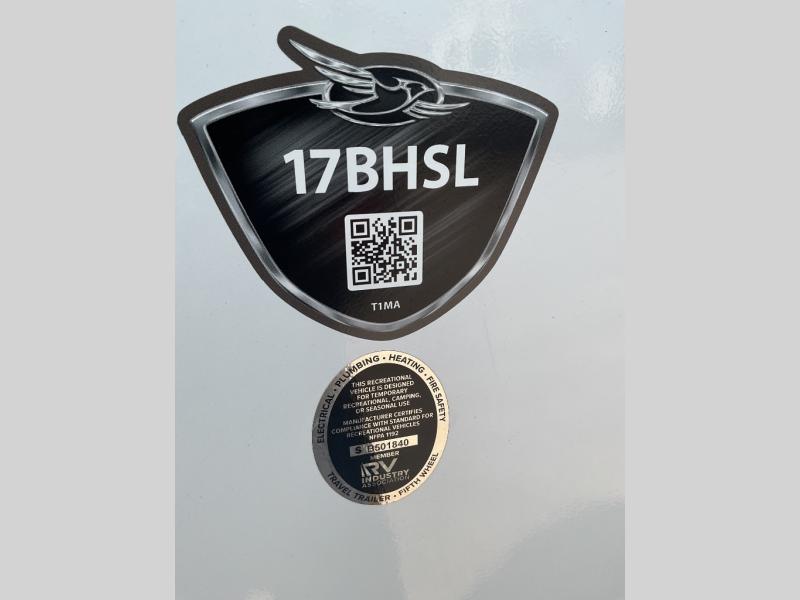 17BHSL
T1MA
ELECTRICAL • PLUMBING • HEATING • FIRE SAFETY
THIS RECREATIONAL
VEHICLE IS DESIGNED
FOR TEMPORARY
RECREATIONAL, CAMPING,
OR SEASONAL USE
MANUFACTURER CERTIFIES
COMPLIANCE WITH STANDARD FOR
RECREATIONAL VEHICLES
NFPA 1192
MEMBER
RV
INDUSTRY
ASSOCIATION
TRAVEL TRAILER • FIFTH WHEEL